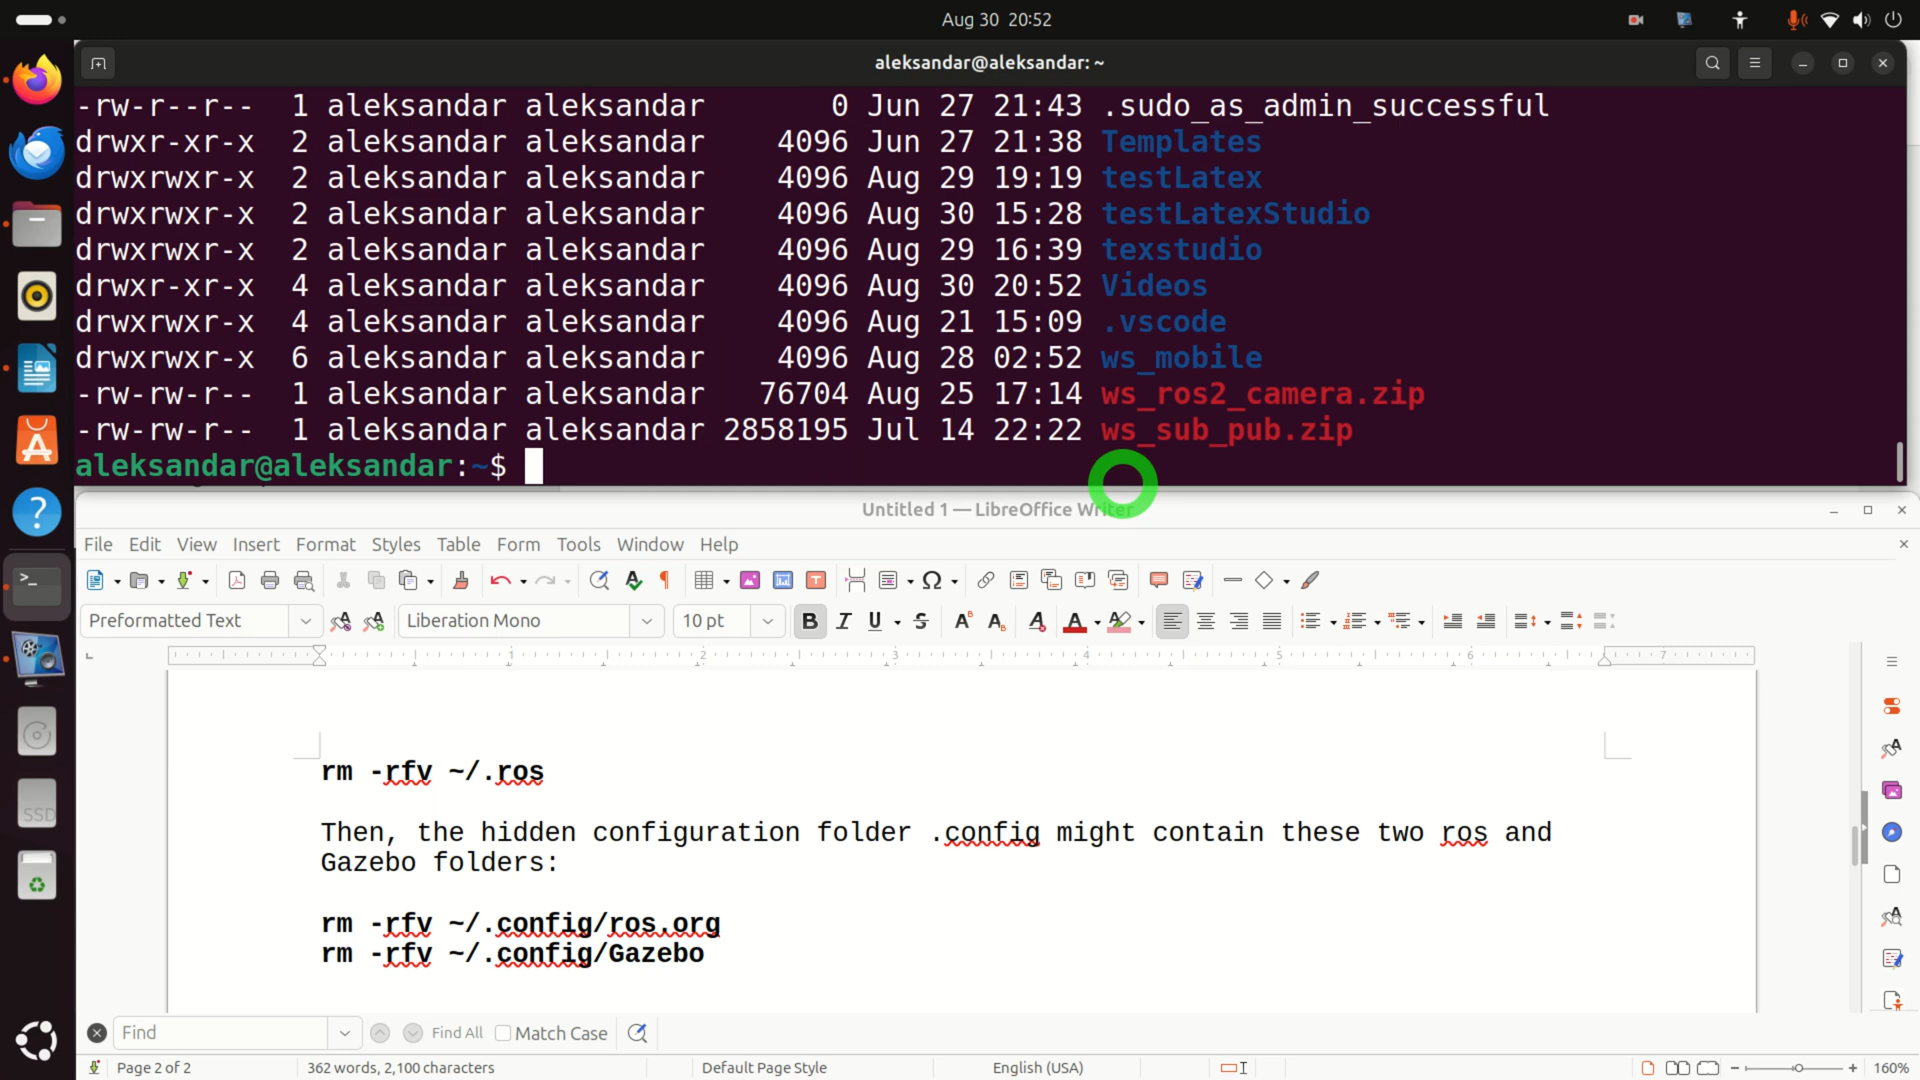 Aug 30 20:52
aleksandar@aleksandar: ~
-rw-r--r-- 1 aleksandar aleksandar 0 Jun 27 21:43 .sudo_as_admin_successful
drwxr-xr-x 2 aleksandar aleksandar 4096 Jun 27 21:38 Templates
drwxrwxr-x 2 aleksandar aleksandar 4096 Aug 29 19:19 testLatex
drwxrwxr-x 2 aleksandar aleksandar 4096 Aug 30 15:28 testLatexStudio
drwxrwxr-x 2 aleksandar aleksandar 4096 Aug 29 16:39 texstudio
drwxr-xr-x 4 aleksandar aleksandar 4096 Aug 30 20:52 Videos
drwxrwxr-x 4 aleksandar aleksandar 4096 Aug 21 15:09 .vscode
drwxrwxr-x 6 aleksandar aleksandar 4096 Aug 28 02:52 ws_mobile
-rw-rw-r-- 1 aleksandar aleksandar 76704 Aug 25 17:14 ws_ros2_camera.zip
-rw-rw-r-- 1 aleksandar aleksandar 2858195 Jul 14 22:22 ws_sub_pub.zip
aleksandar@aleksandar:~$
Untitled 1 — LibreOffice Writer
File Edit View Insert Format Styles Table Form Tools Window Help
Preformatted Text Liberation Mono 10 pt
1 2 3 4 5 6 7
rm -rfv ~/.ros
Then, the hidden configuration folder .config might contain these two ros and
Gazebo folders:
rm -rfv ~/.config/ros.org
rm -rfv ~/.config/Gazebo
SSD
Find Find All Match Case
Page 2 of 2 362 words, 2,100 characters Default Page Style English (USA) 160%